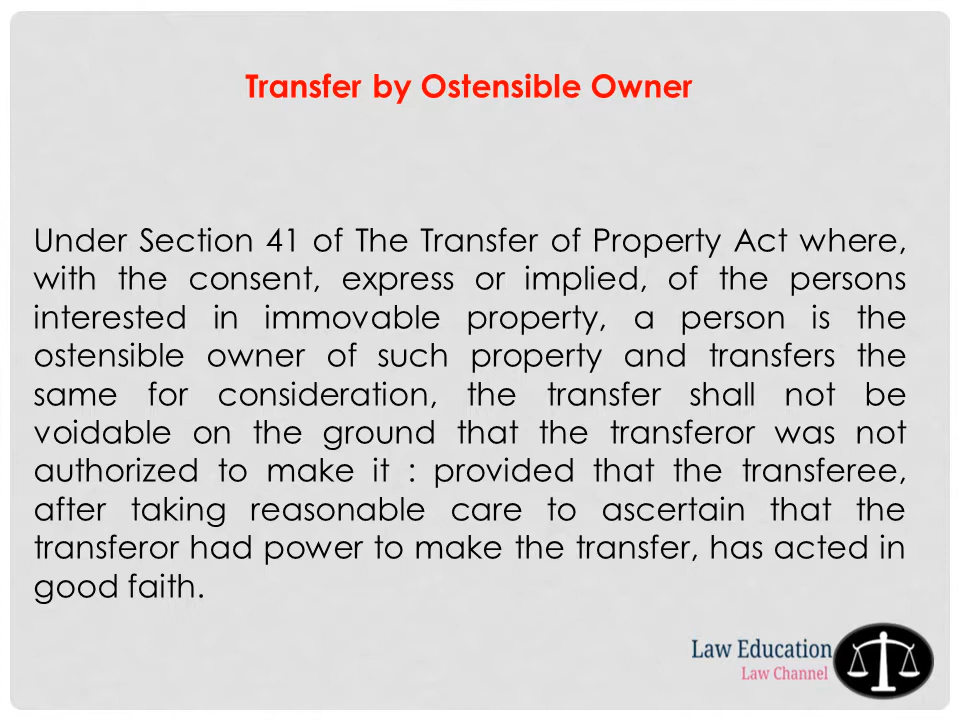 Transfer by Ostensible Owner
Under Section 41 of The Transfer of Property Act where,
with the consent, express or implied, of the persons
interested in immovable property, a person is the
ostensible owner of such property and transfers the
same for consideration, the transfer shall not be
voidable on the ground that the transferor was not
authorized to make it : provided that the transferee,
after taking reasonable care to ascertain that the
transferor had power to make the transfer, has acted in
good faith.
Law Education
Law Channel